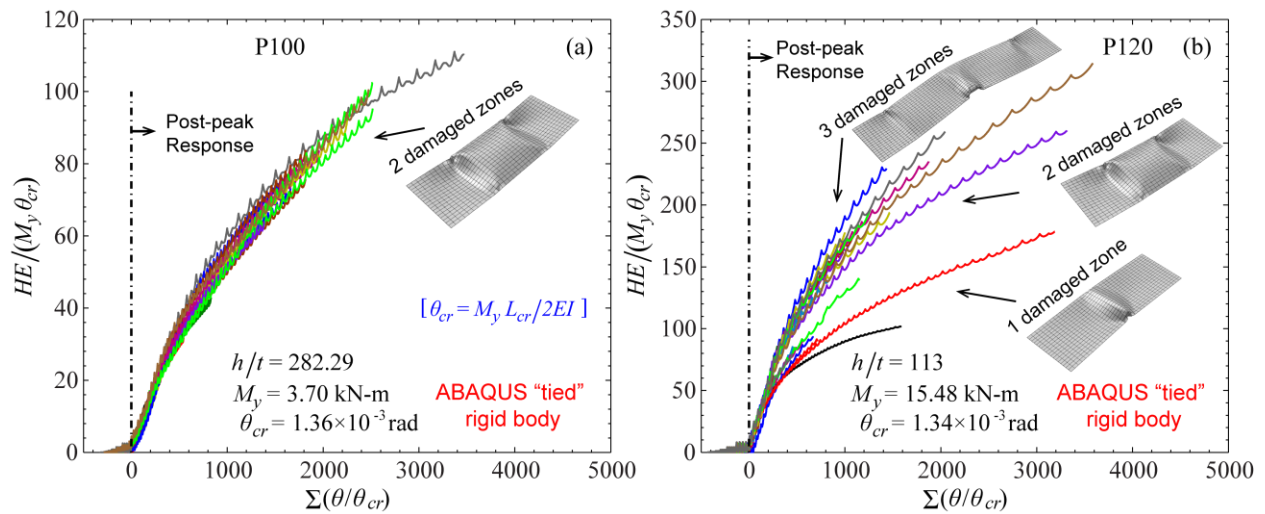 P100
(a)
Post-peak
Response
2 damaged zones
[ θcr = My Lcr/2EI ]
h/t = 282.29
My = 3.70 kN-m
θcr = 1.36×10⁻³ rad
ABAQUS “tied”
rigid body
HE/(My θcr)
120
100
80
60
40
20
0
0 1000 2000 3000 4000 5000
Σ(θ/θcr)
P120
(b)
Post-peak
Response
3 damaged zones
2 damaged zones
1 damaged zone
h/t = 113
My = 15.48 kN-m
θcr = 1.34×10⁻³ rad
ABAQUS “tied”
rigid body
HE/(My θcr)
350
300
250
200
150
100
50
0
0 1000 2000 3000 4000 5000
Σ(θ/θcr)